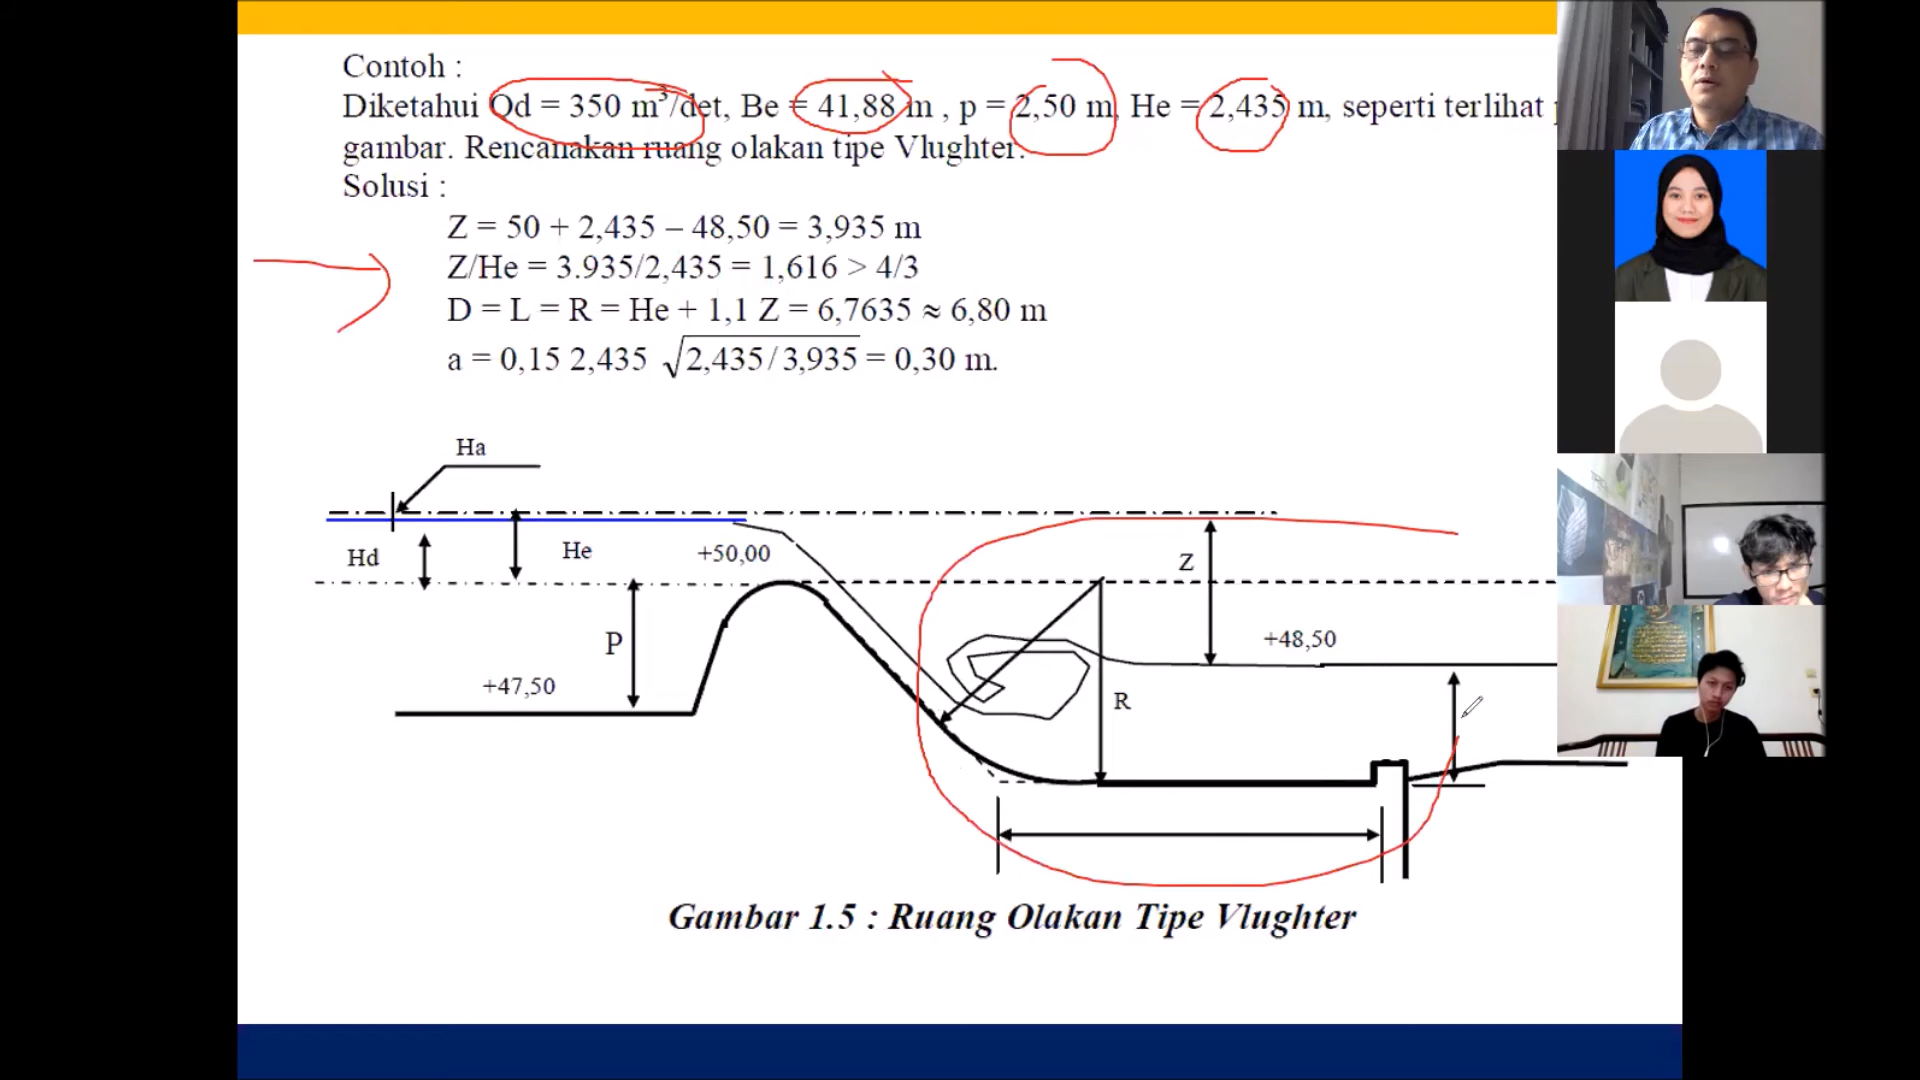 Contoh :
Diketahui Qd = 350 m³/det, Be = 41,88 m , p = 2,50 m, He = 2,435 m, seperti terlihat
gambar. Rencanakan ruang olakan tipe Vlughter.
Solusi :
Z = 50 + 2,435 – 48,50 = 3,935 m
Z/He = 3.935/2,435 = 1,616 > 4/3
D = L = R = He + 1,1 Z = 6,7635 ≈ 6,80 m
a = 0,15 2,435 √2,435/3,935 = 0,30 m.
Ha
Hd
He
+50,00
Z
P
+48,50
+47,50
R
Gambar 1.5 : Ruang Olakan Tipe Vlughter